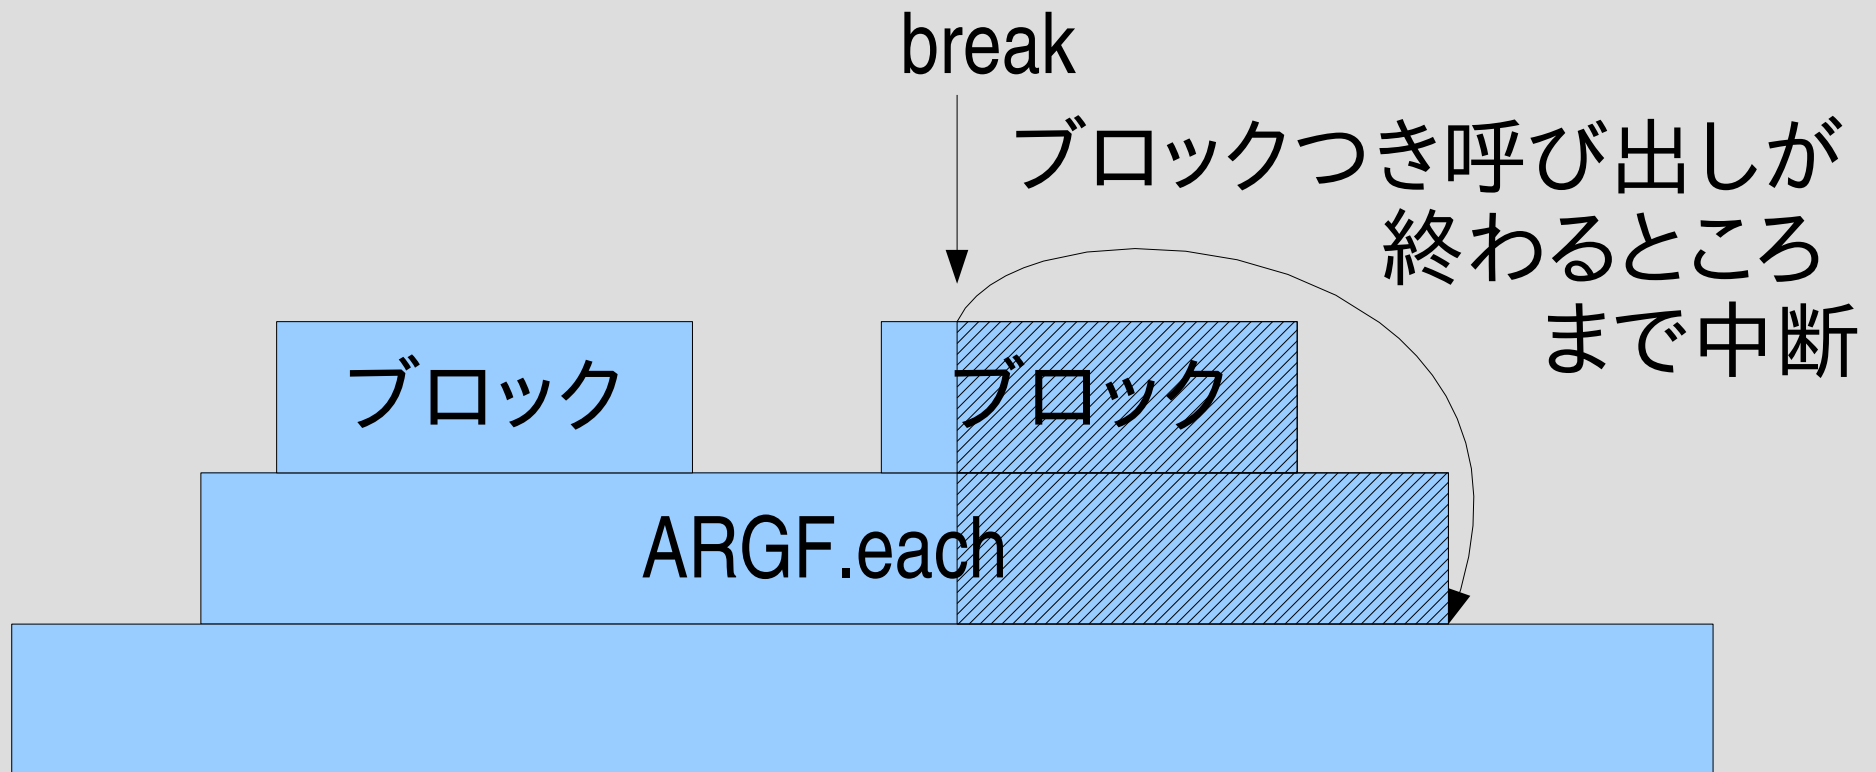 break
ブロックつき呼び出しが
終わるところ
まで中断
ブロック
ブロック
ARGF.each